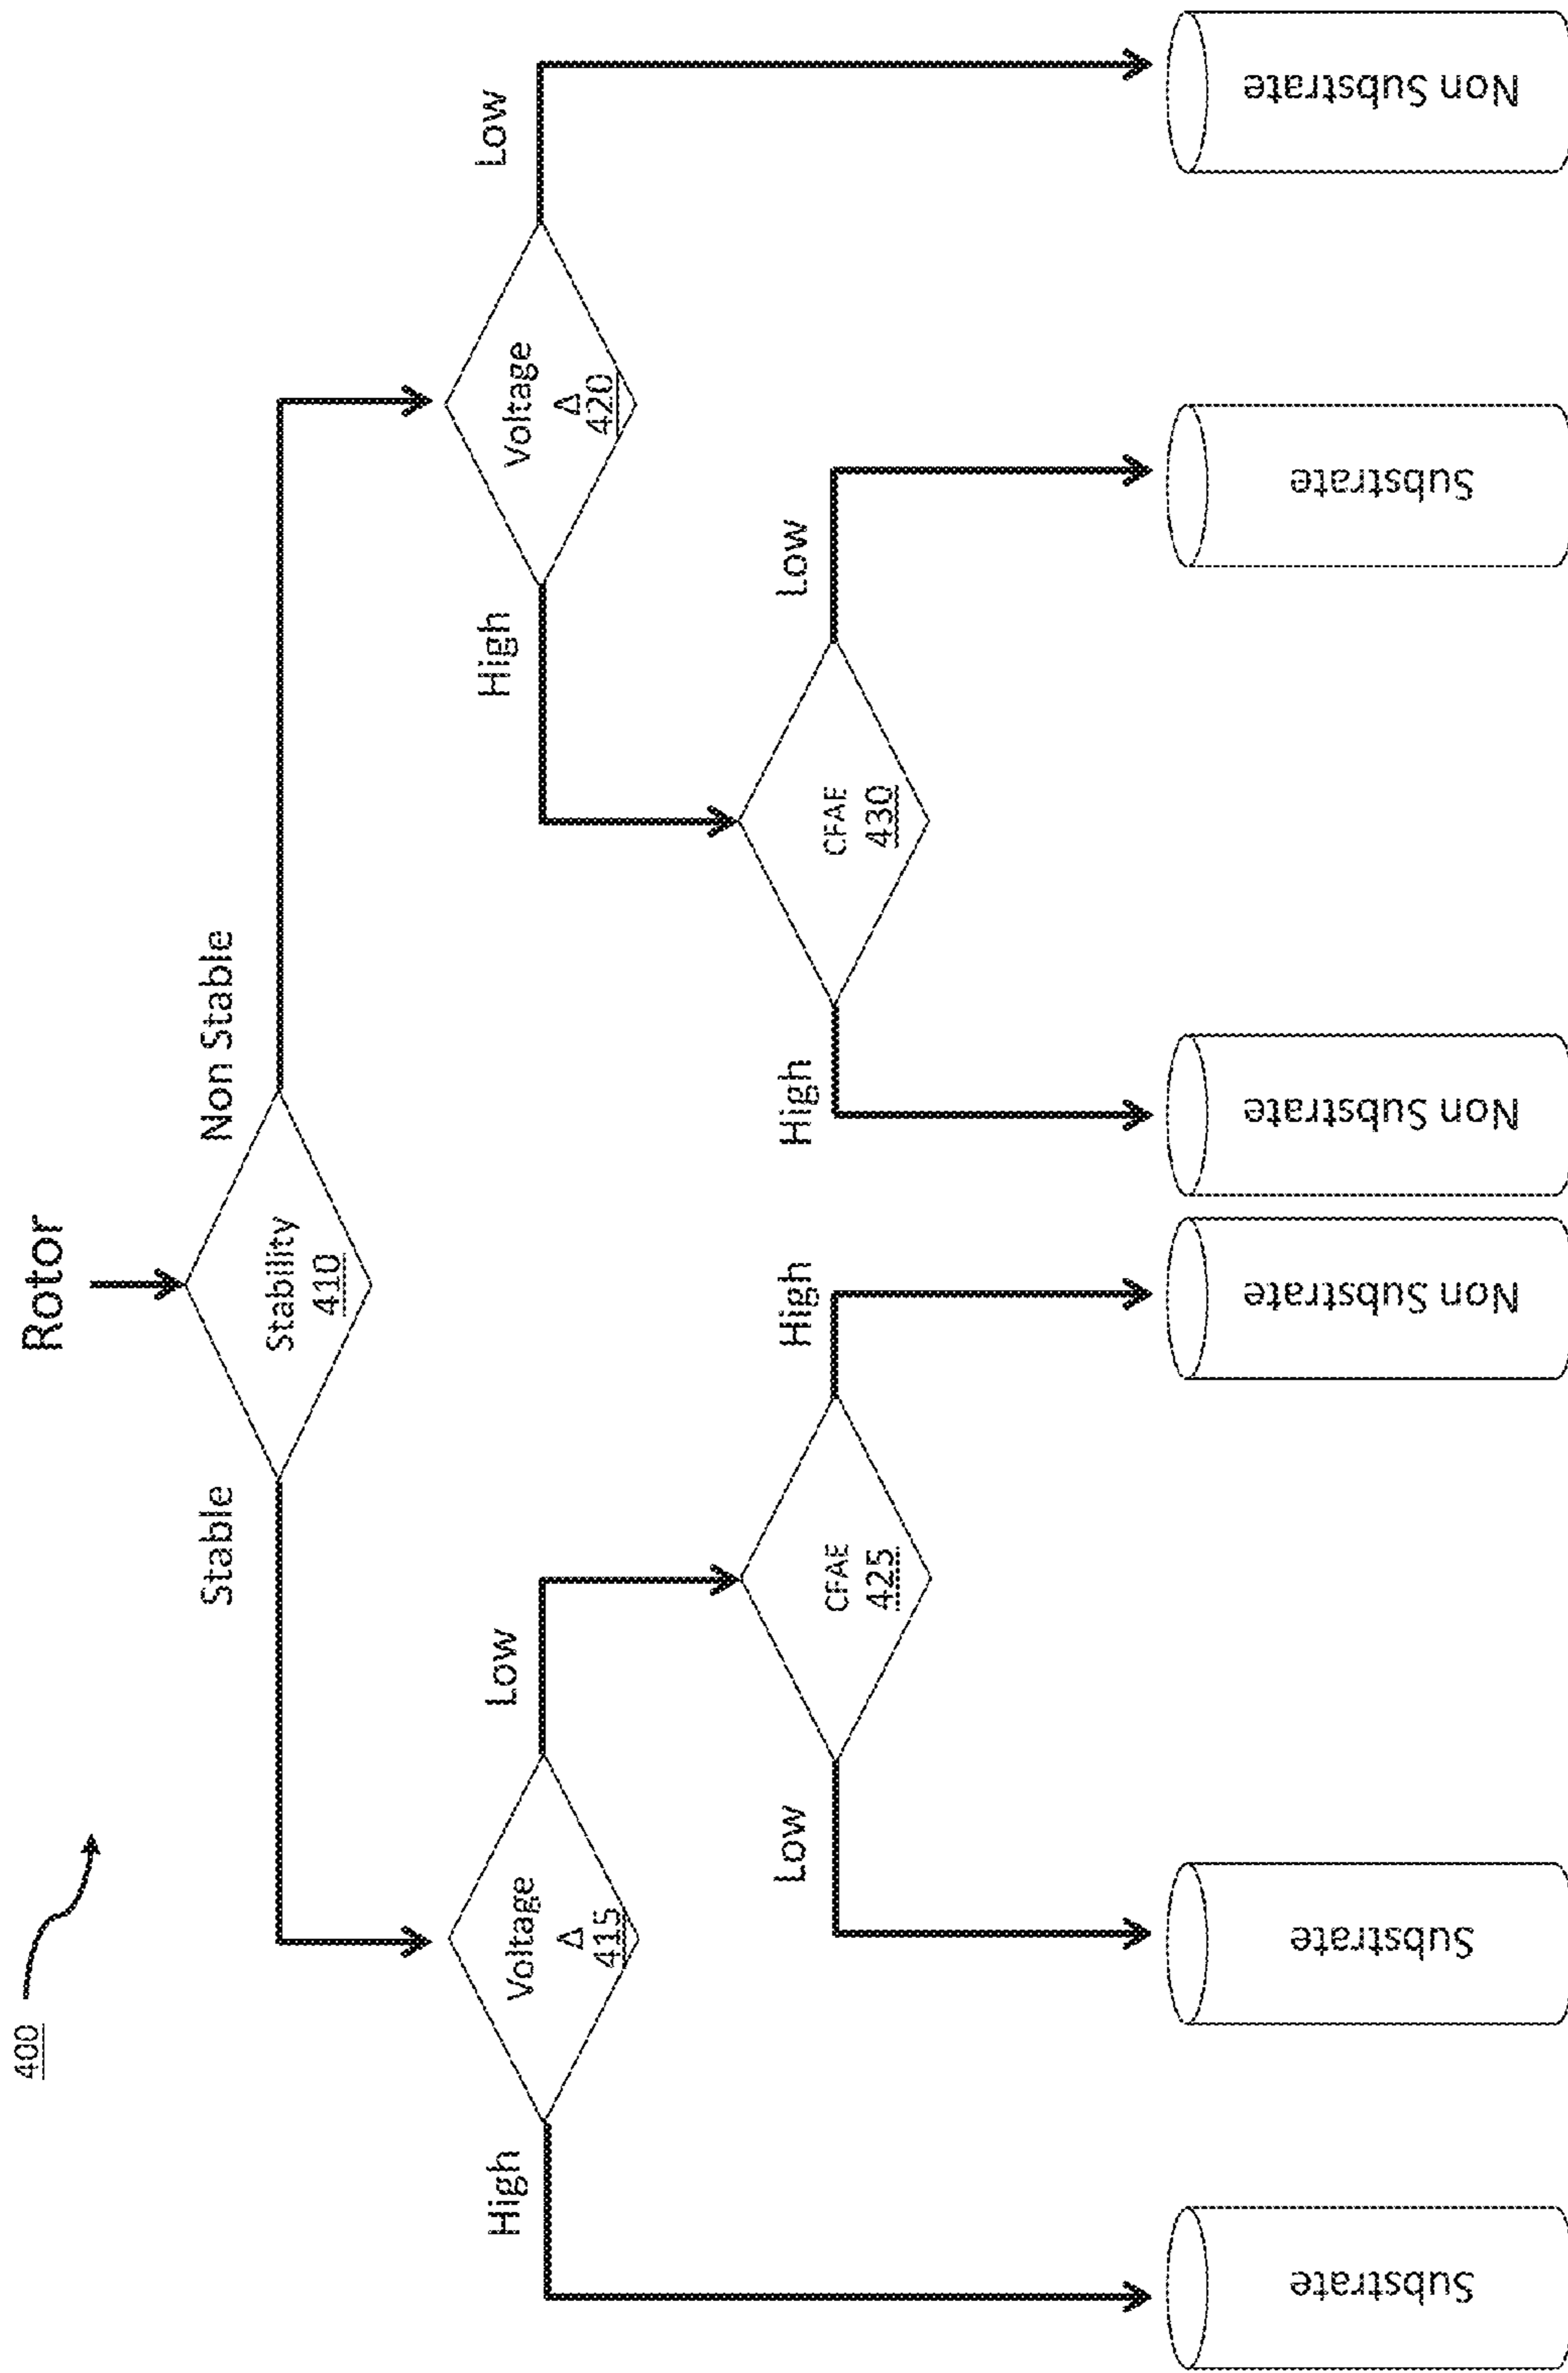 400
Rotor
Stable
Non Stable
Stability
410
High
Voltage
Δ
415
Low
High
Voltage
Δ
420
Low
Low
CFAE
425
High
High
CFAE
430
Low
Substrate
Substrate
Non Substrate
Non Substrate
Substrate
Non Substrate